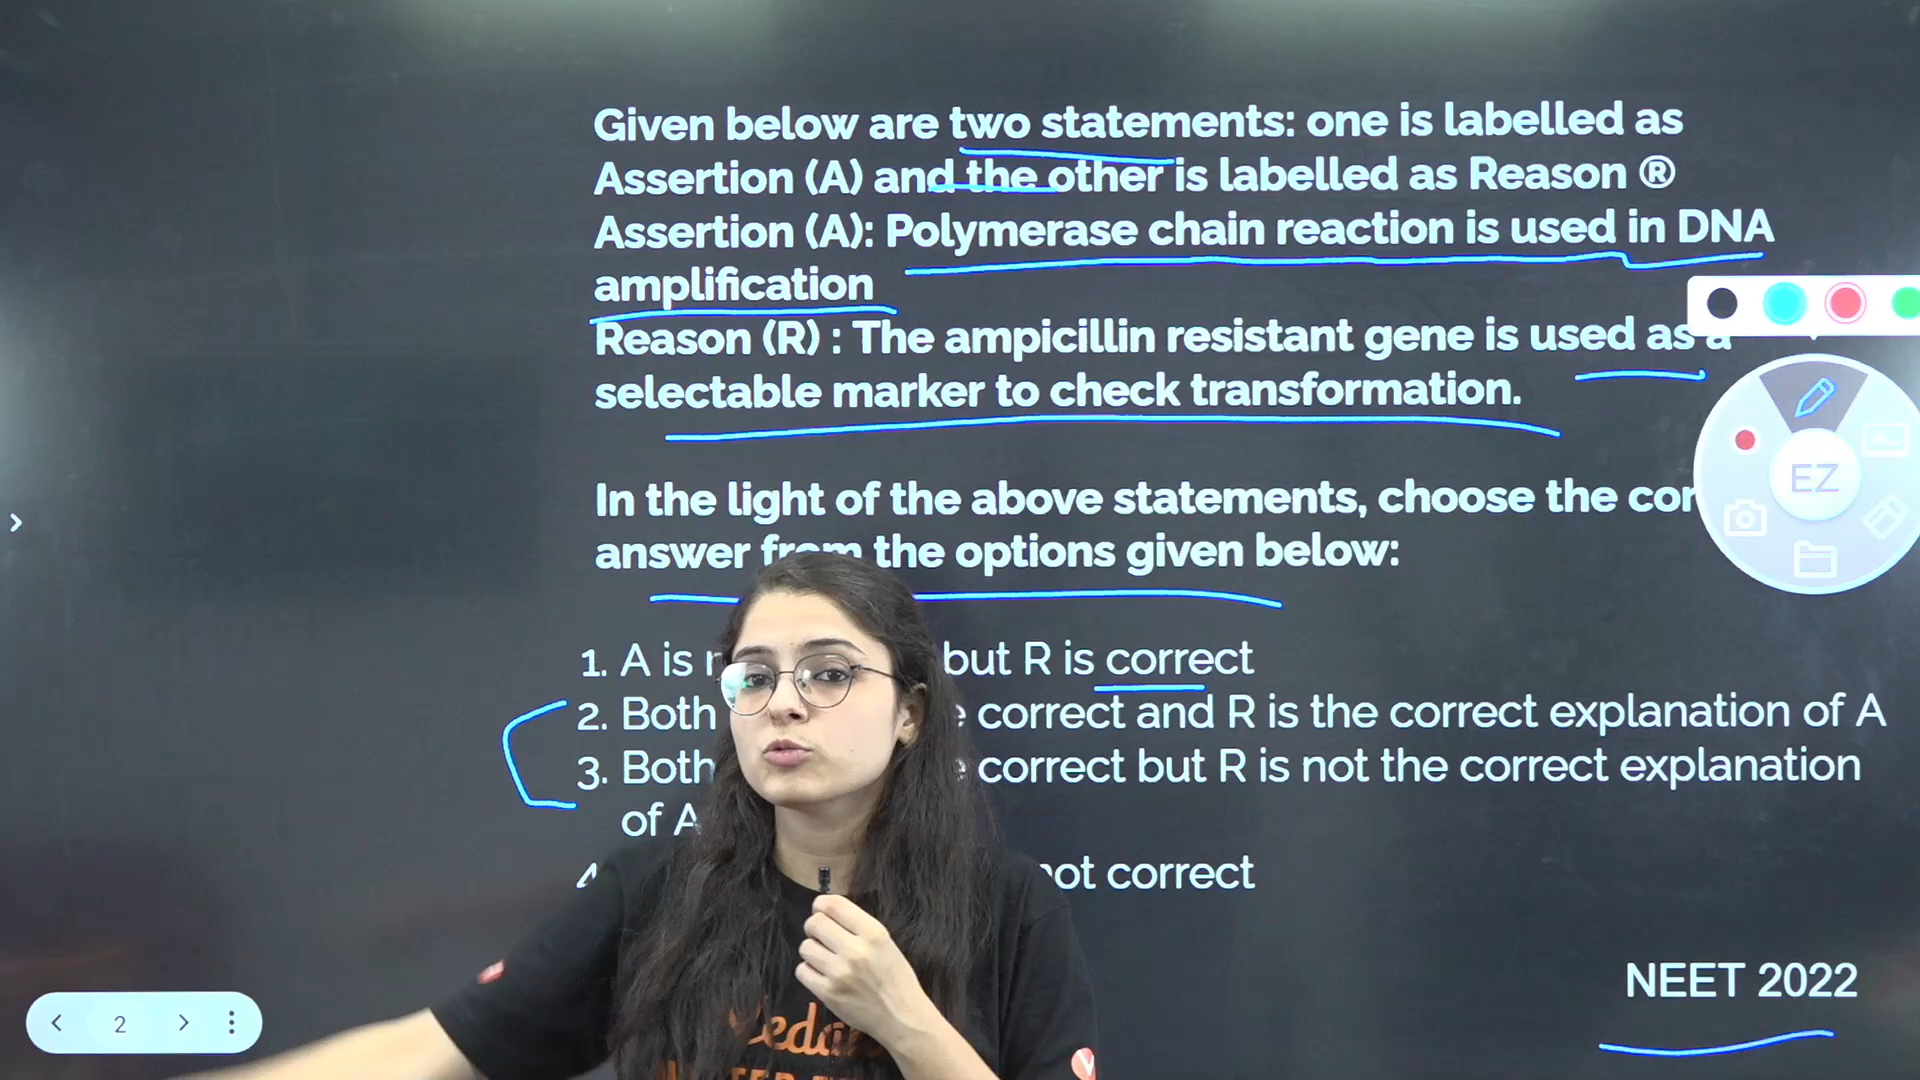 Given below are two statements: one is labelled as
Assertion (A) and the other is labelled as Reason ®
Assertion (A): Polymerase chain reaction is used in DNA
amplification
Reason (R) : The ampicillin resistant gene is used as a
selectable marker to check transformation.
EZ
In the light of the above statements, choose the
answer from the options given below:
1. A is but R is correct
2. Both correct and R is the correct explanation of A
3. Both correct but R is not the correct explanation
of A
not correct
NEET 2022
2